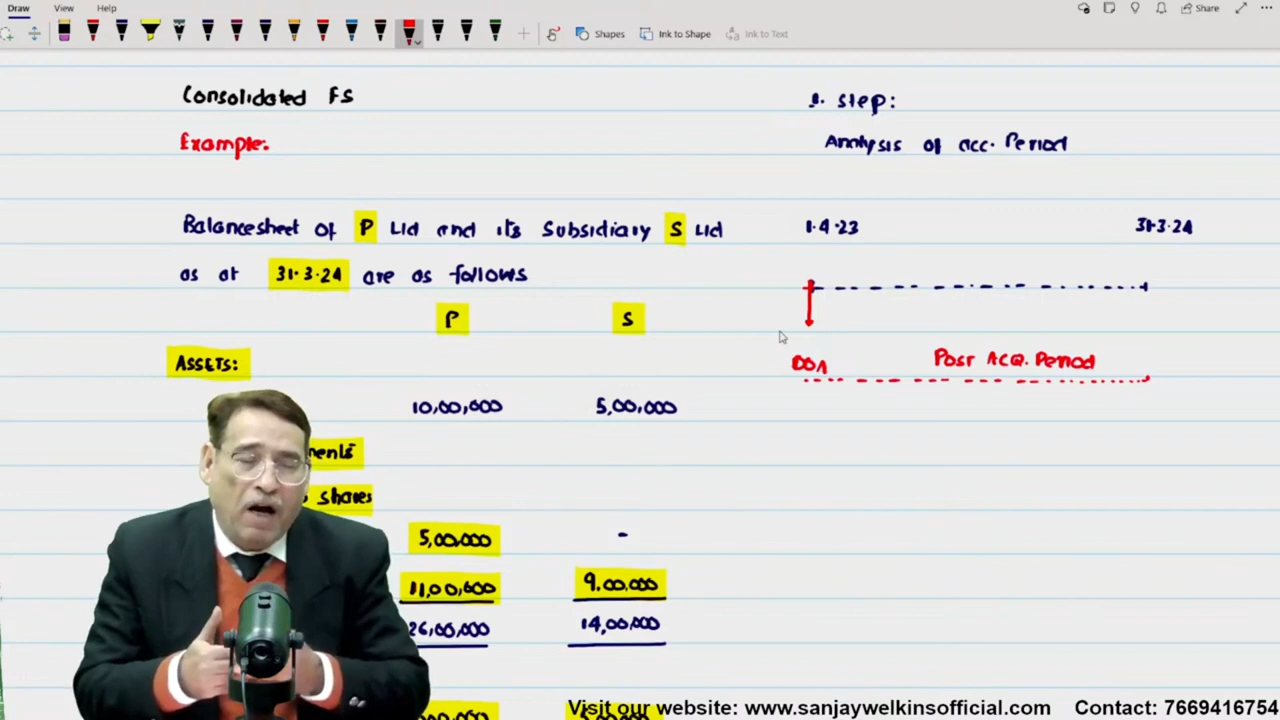 Draw View Help
Share
Shapes Ink to Shape Ink to Text
Consolidated FS
Example:
Balancesheet of P Ltd and its Subsidiary S Ltd
as at 31.3.24 are as follows
P S
ASSETS:
10,00,000 5,00,000
shares
5,00,000 -
11,00,000 9,00,000
26,00,000 14,00,000
1. Step:
Analysis of acc. Period
1.4.23 31.3.24
DOA Post ACQ. Period
Visit our website: www.sanjaywelkinsofficial.com Contact: 7669416754